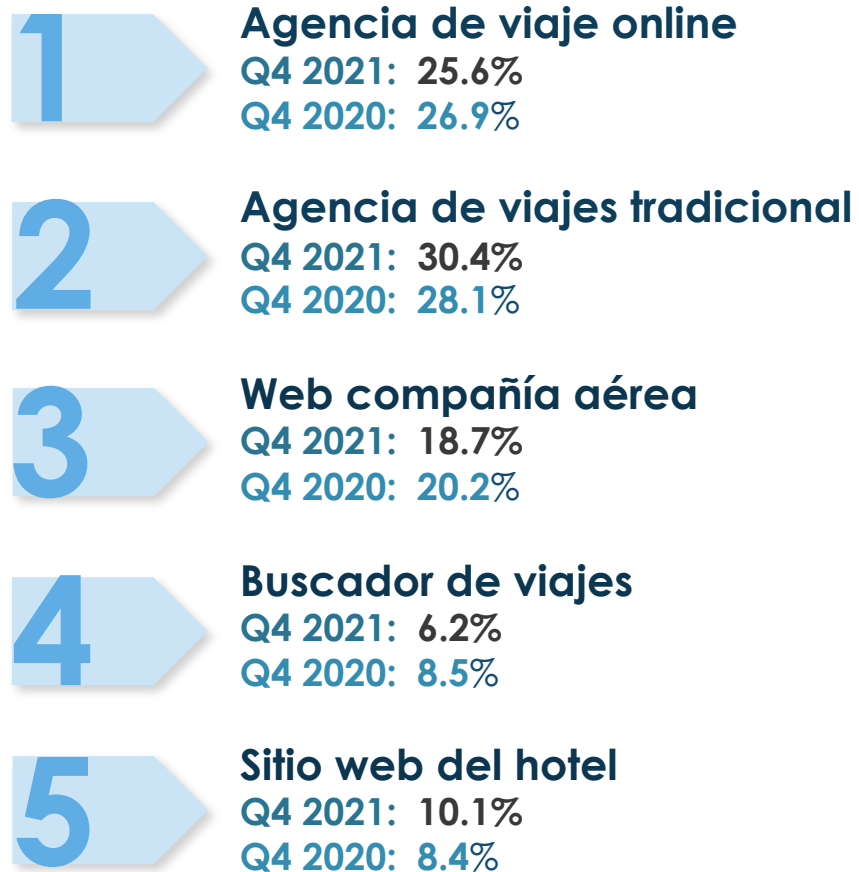 1
Agencia de viaje online
Q4 2021: 25.6%
Q4 2020: 26.9%
2
Agencia de viajes tradicional
Q4 2021: 30.4%
Q4 2020: 28.1%
3
Web compañía aérea
Q4 2021: 18.7%
Q4 2020: 20.2%
4
Buscador de viajes
Q4 2021: 6.2%
Q4 2020: 8.5%
5
Sitio web del hotel
Q4 2021: 10.1%
Q4 2020: 8.4%